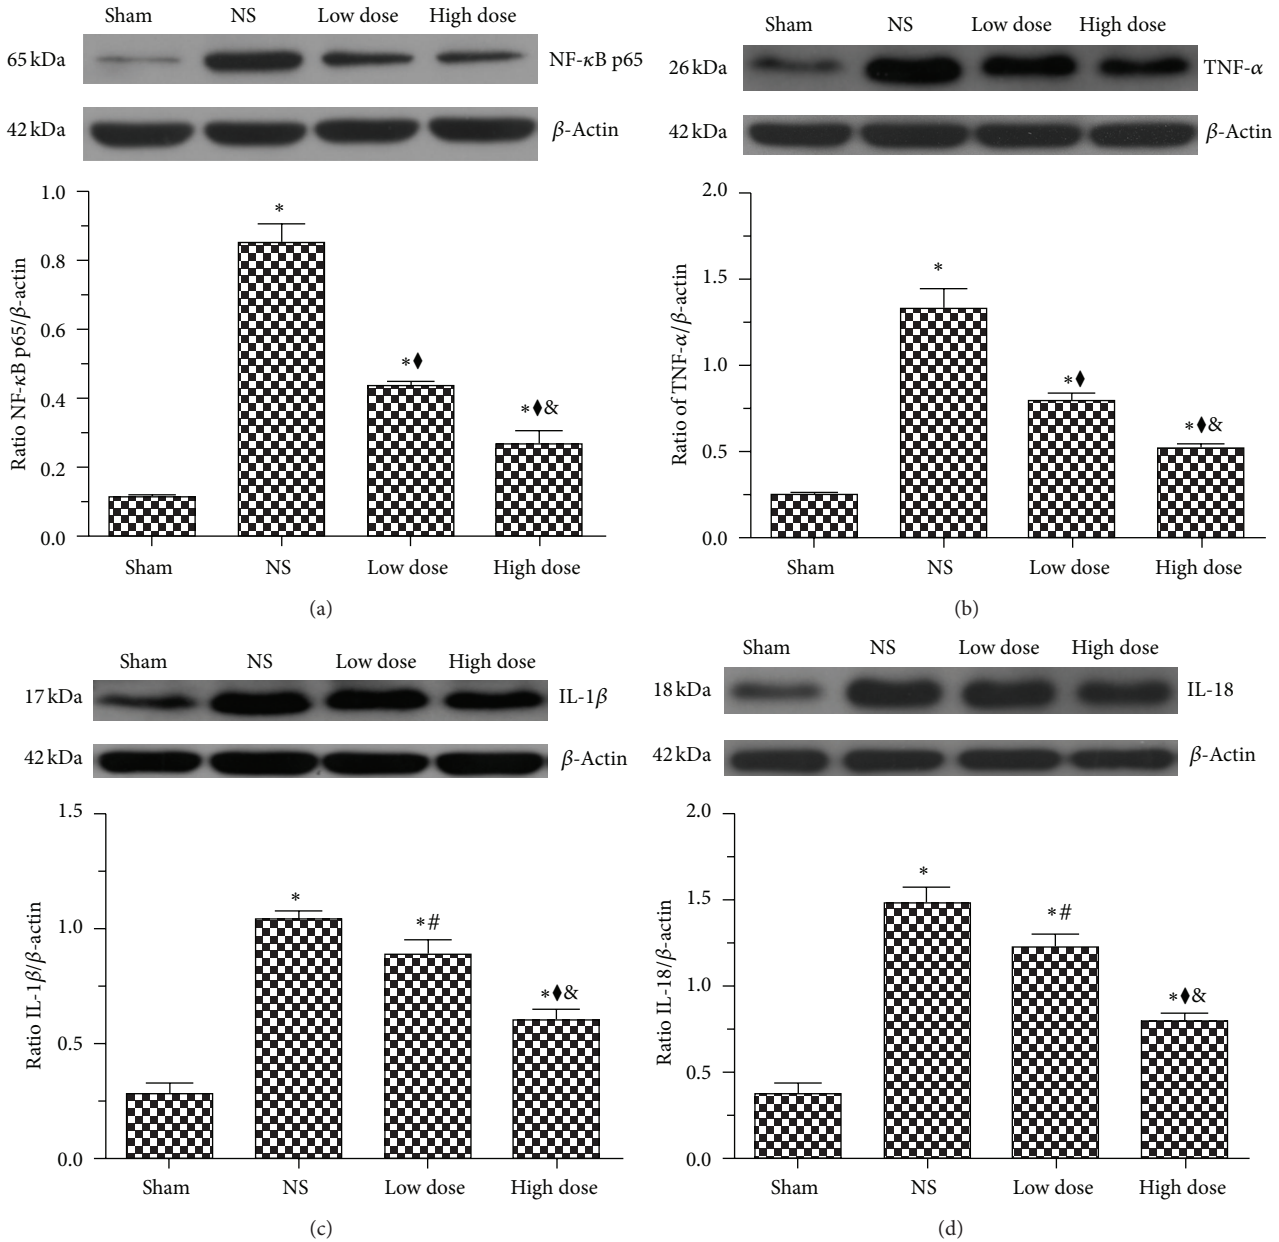 Sham NS Low dose High dose
65 kDa NF-κB p65
42 kDa β-Actin
1.0
0.8
0.6
0.4
0.2
0.0
Ratio NF-κB p65/β-actin
*
*♦
*♦&
Sham NS Low dose High dose
(a)
Sham NS Low dose High dose
26 kDa TNF-α
42 kDa β-Actin
2.0
1.5
1.0
0.5
0.0
Ratio of TNF-α/β-actin
*
*♦
*♦&
Sham NS Low dose High dose
(b)
Sham NS Low dose High dose
17 kDa IL-1β
42 kDa β-Actin
1.5
1.0
0.5
0.0
Ratio IL-1β/β-actin
*
*#
*♦&
Sham NS Low dose High dose
(c)
Sham NS Low dose High dose
18 kDa IL-18
42 kDa β-Actin
2.0
1.5
1.0
0.5
0.0
Ratio IL-18/β-actin
*
*#
*♦&
Sham NS Low dose High dose
(d)